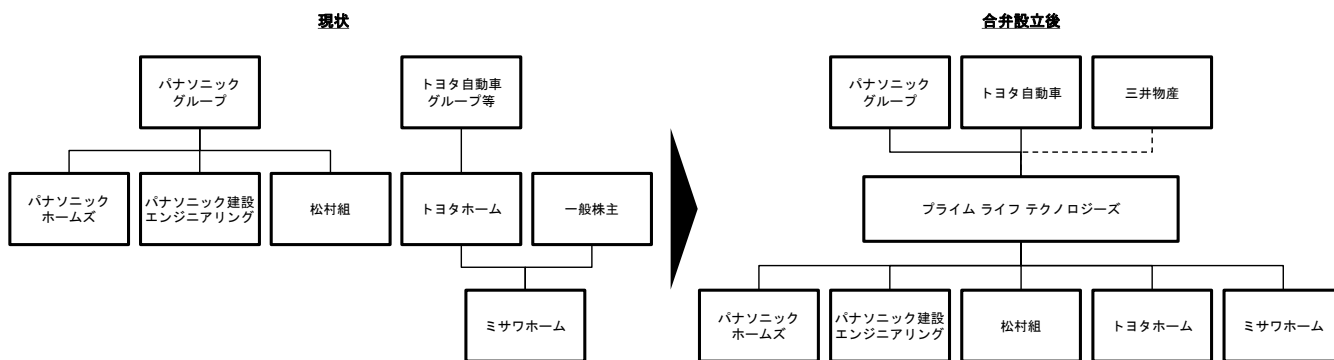 現状
パナソニック
グループ
トヨタ自動車
グループ等
パナソニック
ホームズ
パナソニック建設
エンジニアリング
松村組
トヨタホーム
一般株主
ミサワホーム
合弁設立後
パナソニック
グループ
トヨタ自動車
三井物産
プライム ライフ テクノロジーズ
パナソニック
ホームズ
パナソニック建設
エンジニアリング
松村組
トヨタホーム
ミサワホーム